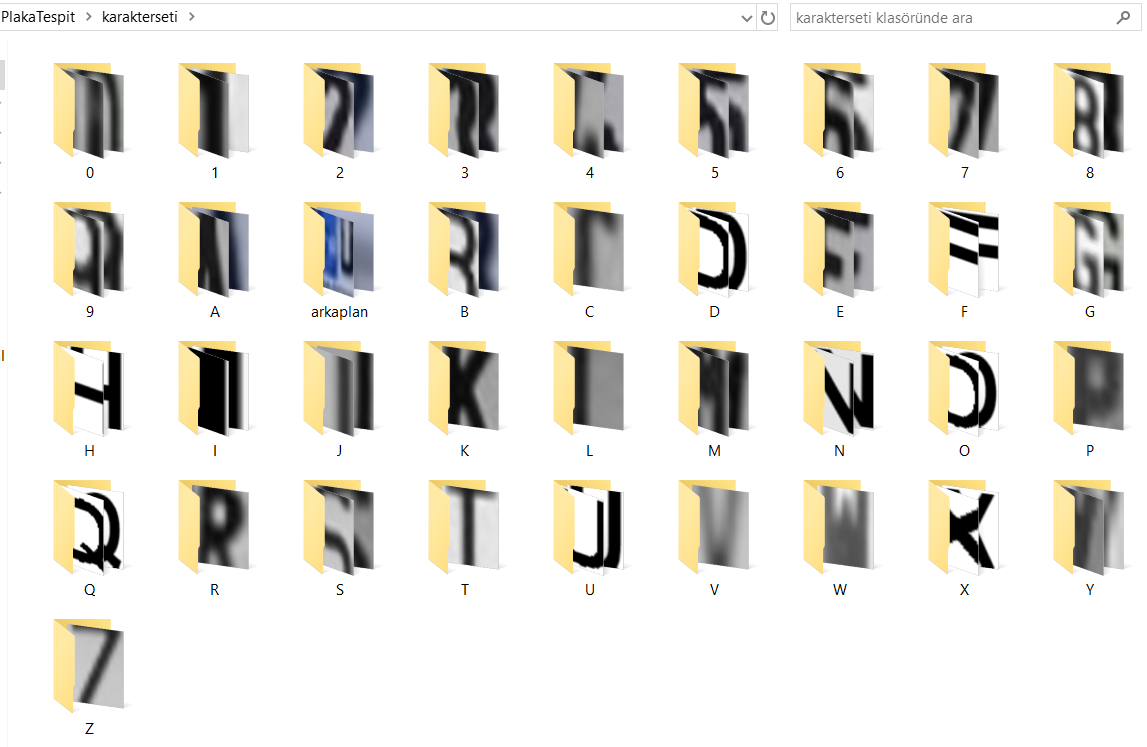 PlakaTespit > karakterseti >
karakterseti klasöründe ara
0 1 2 3 4 5 6 7 8
9 A arkaplan B C D E F G
H I J K L M N O P
Q R S T U V W X Y
Z